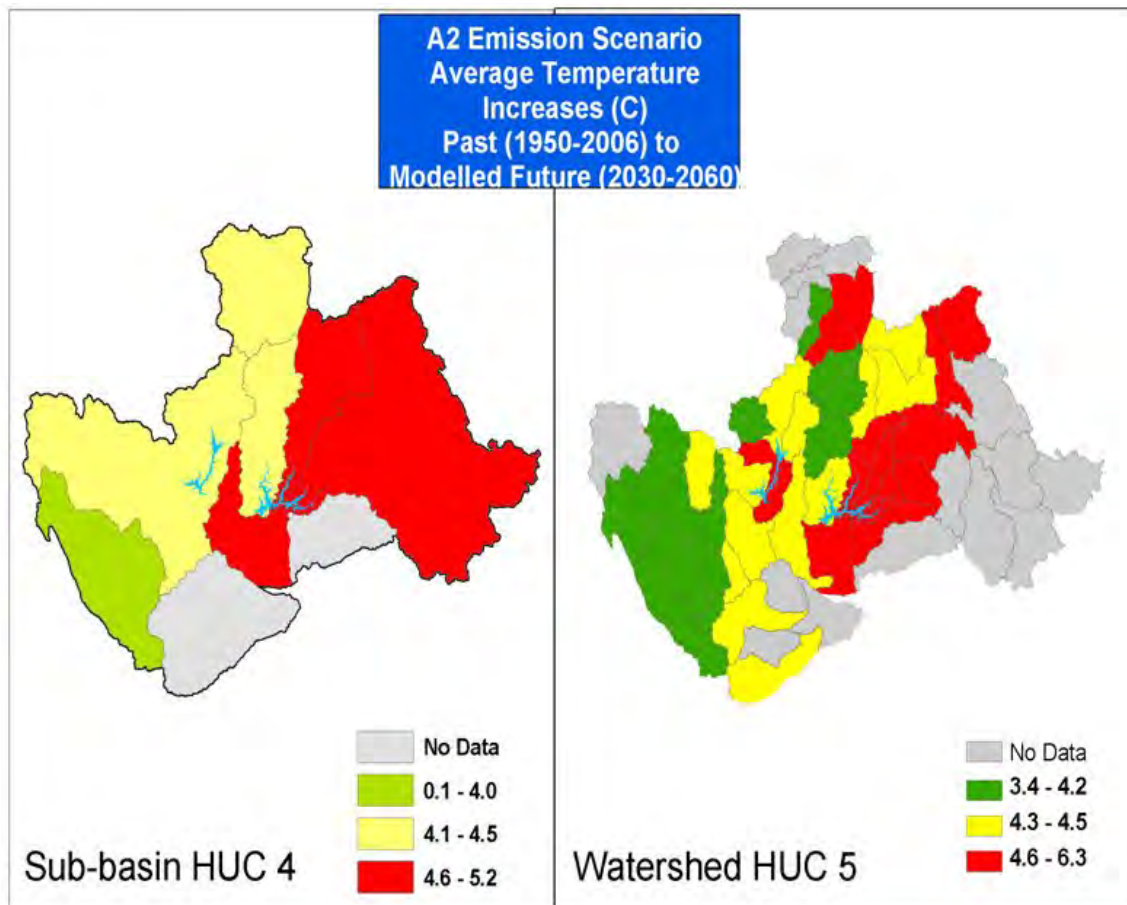 A2 Emission Scenario
Average Temperature
Increases (C)
Past (1950-2006) to
Modelled Future (2030-2060)
No Data
0.1 - 4.0
4.1 - 4.5
4.6 - 5.2
Sub-basin HUC 4
No Data
3.4 - 4.2
4.3 - 4.5
4.6 - 6.3
Watershed HUC 5